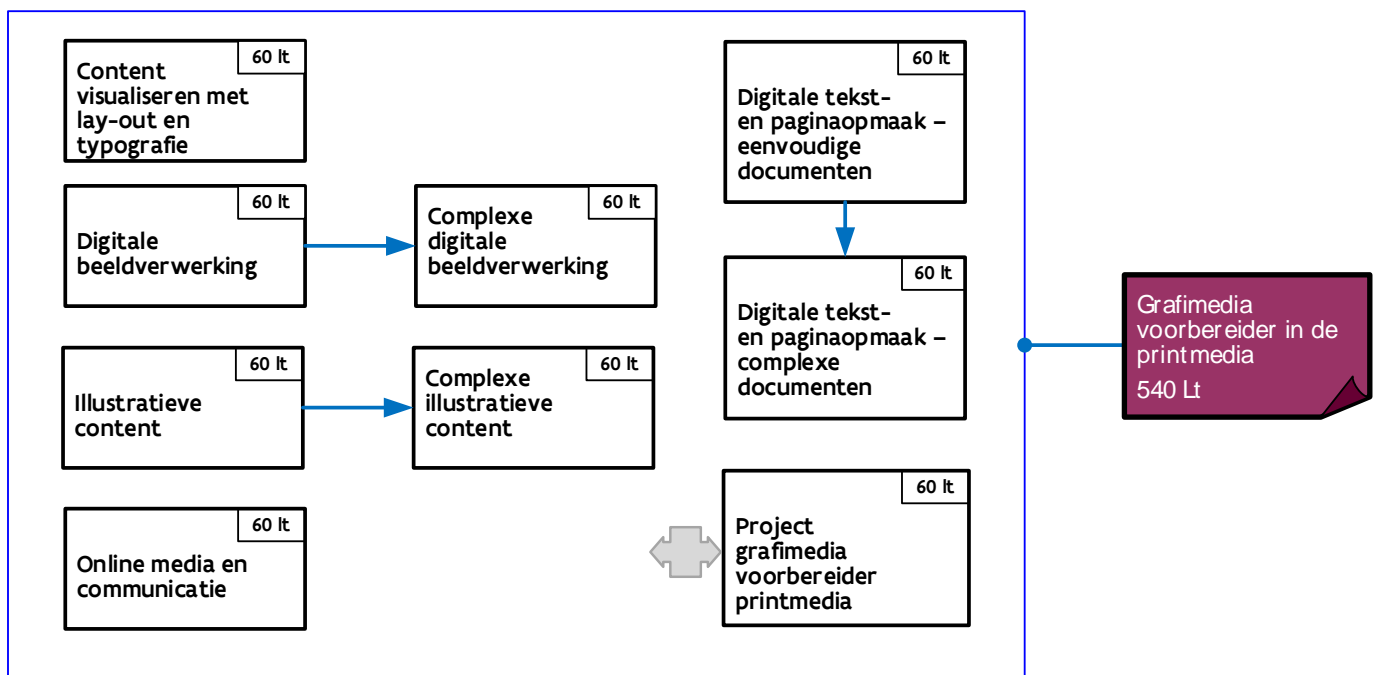 60 lt
Content
visualiseren met
lay-out en
typografie
60 lt
Digitale
beeldverwerking
60 lt
Complexe
digitale
beeldverwerking
60 lt
Illustratieve
content
60 lt
Complexe
illustratieve
content
60 lt
Online media en
communicatie
60 lt
Digitale tekst-
en paginaopmaak –
eenvoudige
documenten
60 lt
Digitale tekst-
en paginaopmaak –
complexe
documenten
60 lt
Project
grafimedia
voorbereider
printmedia
Grafimedia
voorbereider in de
printmedia
540 Lt